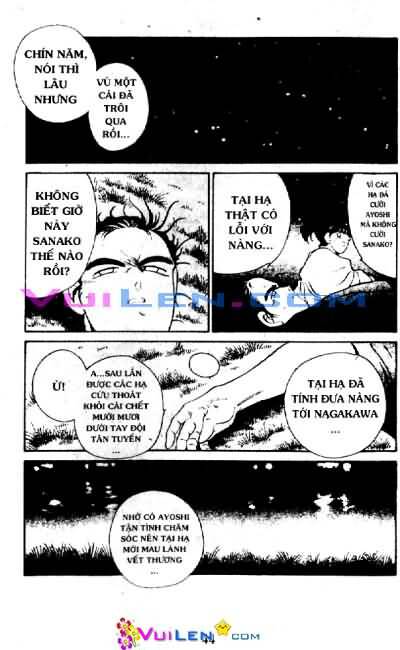 CHÍN NĂM,
NÓI THÌ
LÂU
NHƯNG
VÙ MỘT
CÁI ĐÃ
TRÔI
QUA
RỒI...
VÌ CÁC
HẠ ĐÃ
CƯỚI
AYOSHI
MÀ KHÔNG
CƯỚI
SANAKO?
TẠI HẠ
THẬT CÓ
LỖI VỚI
NÀNG...
KHÔNG
BIẾT GIỜ
NÀY
SANAKO
THẾ NÀO
RỒI?
VuiLen.Com
TẠI HẠ ĐÃ
TÍNH ĐƯA NÀNG
TỚI NAGAKAWA
...
A...SAU LẦN
ĐƯỢC CÁC HẠ
CỨU THOÁT
KHỎI CÁI CHẾT
MƯỜI MƯƠI
DƯỚI TAY ĐỘI
TÂN TUYỂN
...
Ừ!
NHỜ CÓ AYOSHI
TẬN TÌNH CHĂM
SÓC NÊN TẠI HẠ
MỚI MAU LÀNH
VẾT THƯƠNG
...
VuiLen.com
44